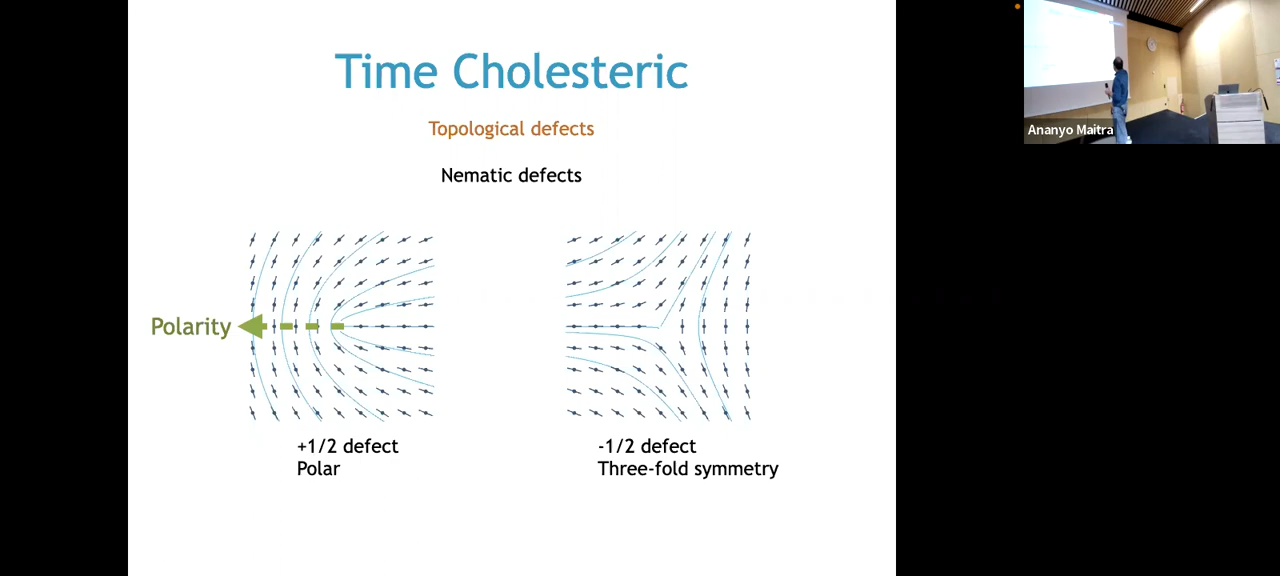 Time Cholesteric
Topological defects
Nematic defects
Polarity
+1/2 defect
Polar
-1/2 defect
Three-fold symmetry
Ananyo Maitra